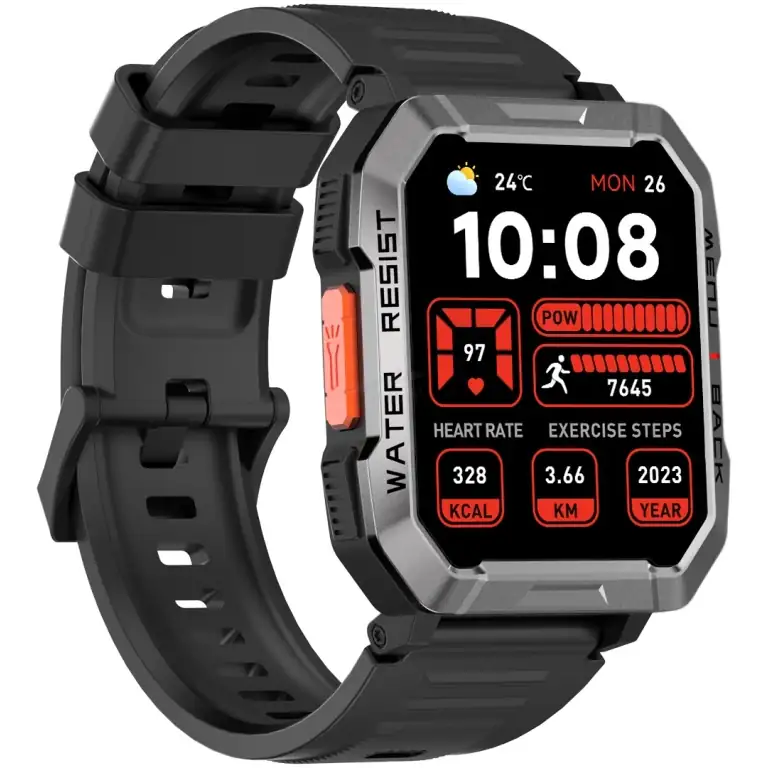 24℃ MON 26
10:08
POW
97
7645
HEART RATE EXERCISE STEPS
328 3.66 2023
KCAL KM YEAR
WATER RESIST
MENU BACK